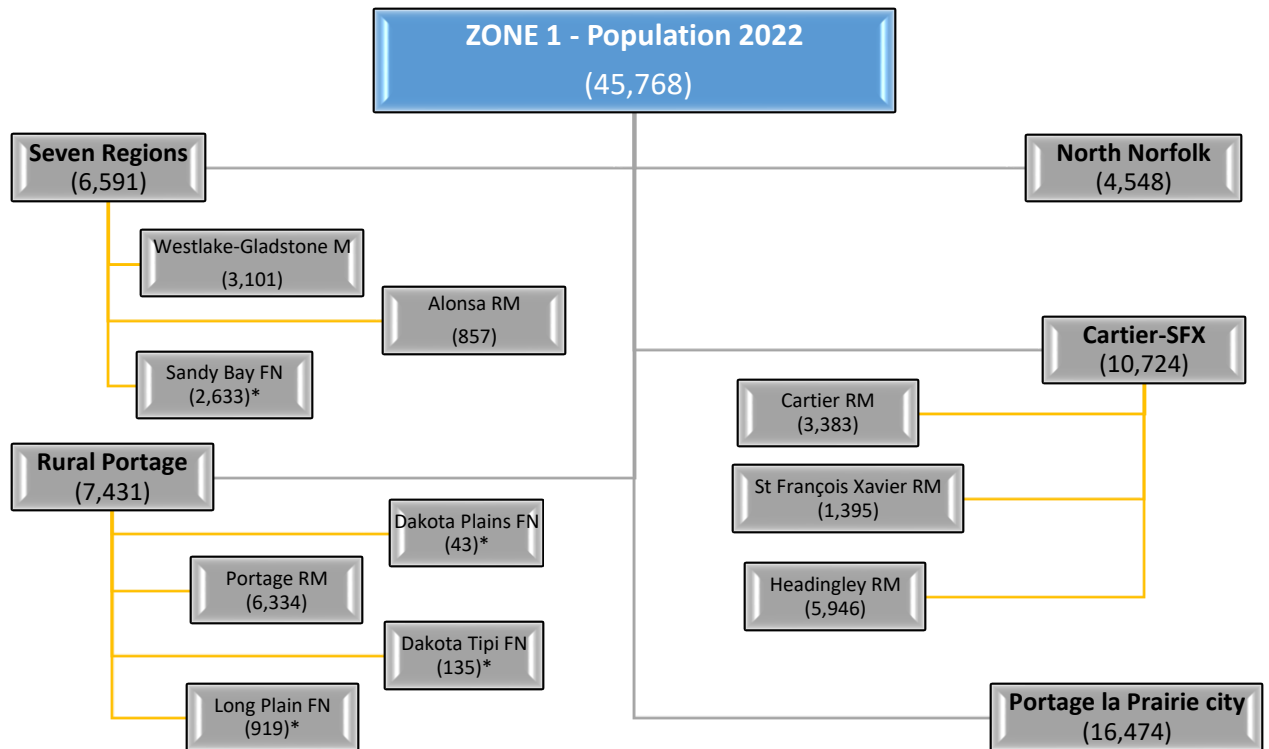 ZONE 1 - Population 2022
(45,768)
Seven Regions
(6,591)
Westlake-Gladstone M
(3,101)
Alonsa RM
(857)
Sandy Bay FN
(2,633)*
Rural Portage
(7,431)
Dakota Plains FN
(43)*
Portage RM
(6,334)
Dakota Tipi FN
(135)*
Long Plain FN
(919)*
North Norfolk
(4,548)
Cartier-SFX
(10,724)
Cartier RM
(3,383)
St François Xavier RM
(1,395)
Headingley RM
(5,946)
Portage la Prairie city
(16,474)